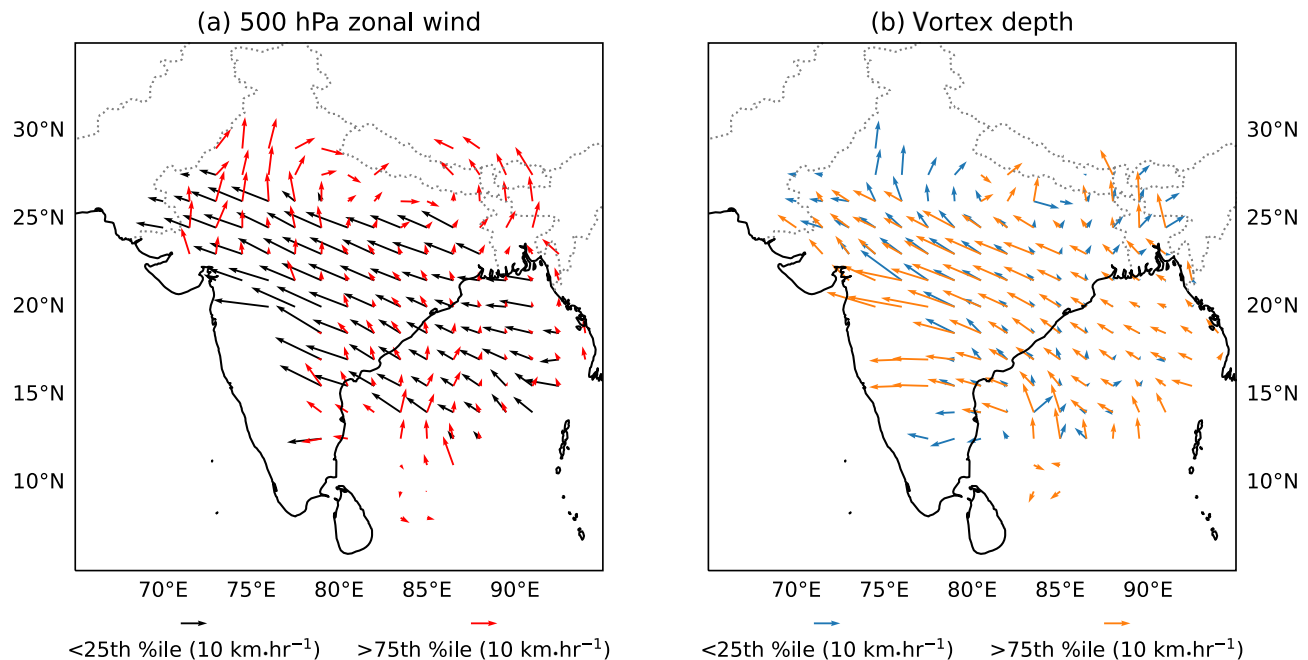 (a) 500 hPa zonal wind
(b) Vortex depth
30°N
25°N
20°N
15°N
10°N
30°N
25°N
20°N
15°N
10°N
70°E 75°E 80°E 85°E 90°E
70°E 75°E 80°E 85°E 90°E
<25th %ile (10 km.hr⁻¹) >75th %ile (10 km.hr⁻¹)
<25th %ile (10 km.hr⁻¹) >75th %ile (10 km.hr⁻¹)